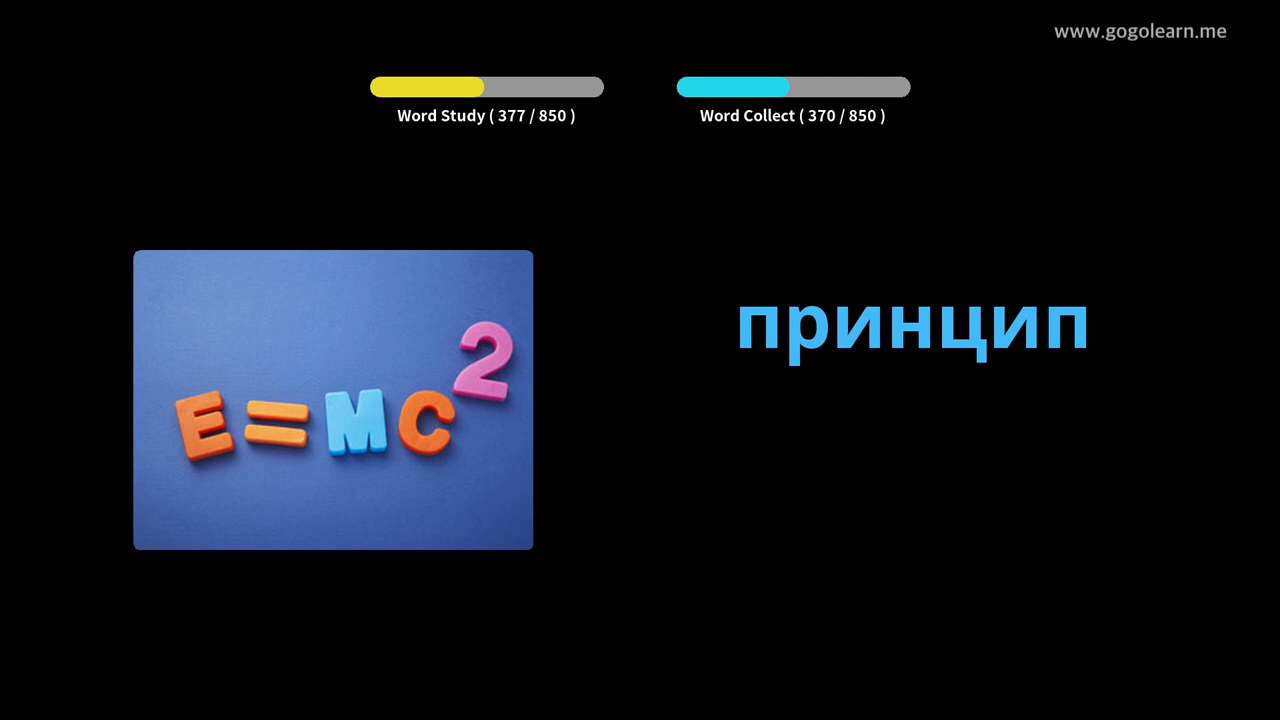 www.gogolearn.me
Word Study ( 377 / 850 )
Word Collect ( 370 / 850 )
E=MC²
принцип